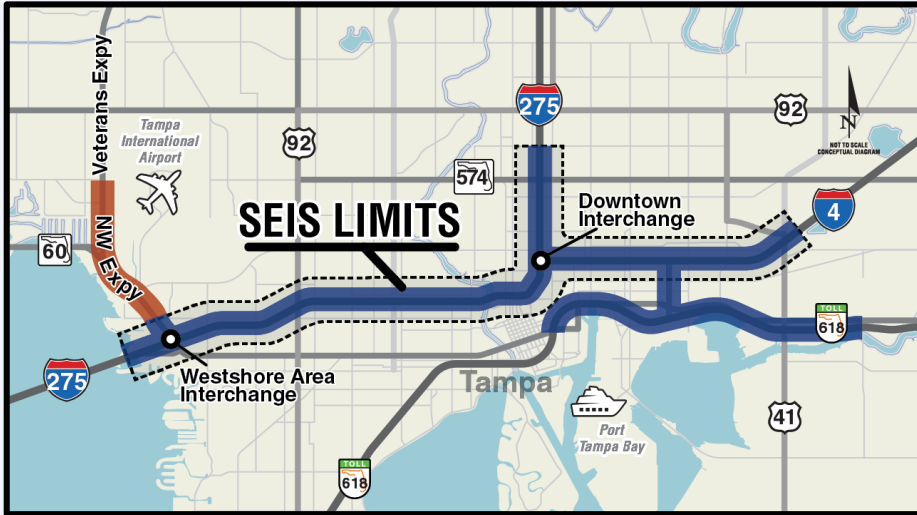 Veterans Expy
Tampa
International
Airport
92
275
92
N
NOT TO SCALE
CONCEPTUAL DIAGRAM
574
SEIS LIMITS
Downtown
Interchange
4
60
NW Expy
TOLL
618
275
Westshore Area
Interchange
Tampa
Port
Tampa Bay
41
TOLL
618